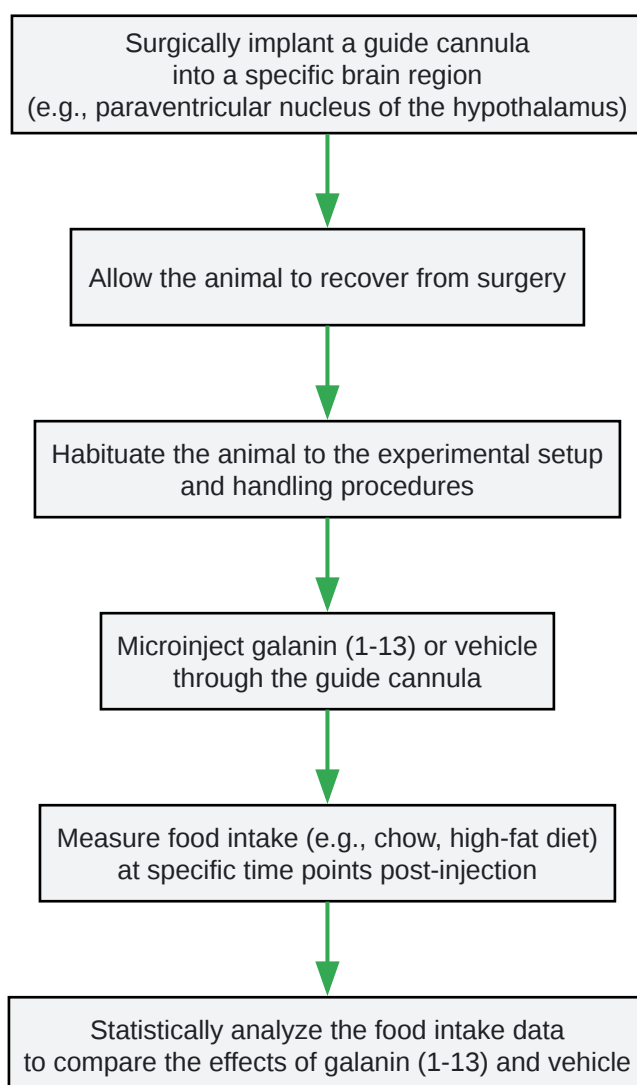 Surgically implant a guide cannula
into a specific brain region
(e.g., paraventricular nucleus of the hypothalamus)
Allow the animal to recover from surgery
Habituate the animal to the experimental setup
and handling procedures
Microinject galanin (1-13) or vehicle
through the guide cannula
Measure food intake (e.g., chow, high-fat diet)
at specific time points post-injection
Statistically analyze the food intake data
to compare the effects of galanin (1-13) and vehicle